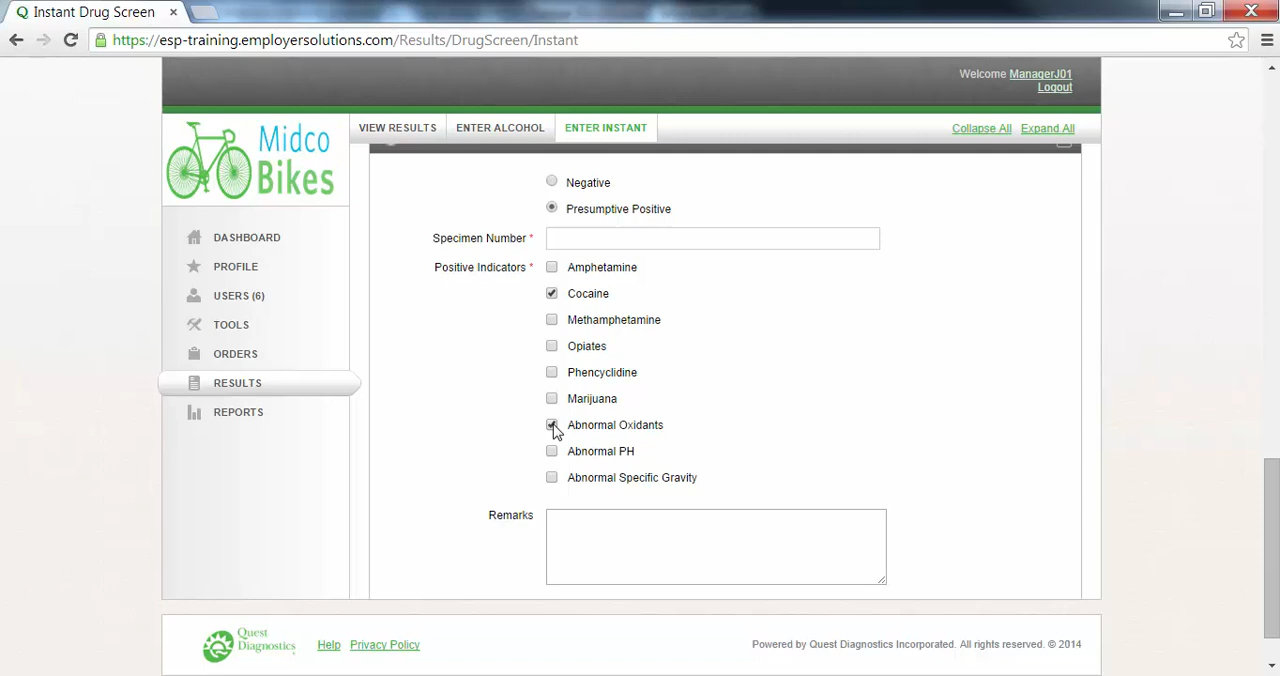 Q Instant Drug Screen ×
https://esp-training.employersolutions.com/Results/DrugScreen/Instant
Welcome ManagerJ01
Logout
Midco
Bikes
VIEW RESULTS ENTER ALCOHOL ENTER INSTANT Collapse All Expand All
Negative
Presumptive Positive
Specimen Number *
Positive Indicators * Amphetamine
Cocaine
Methamphetamine
Opiates
Phencyclidine
Marijuana
Abnormal Oxidants
Abnormal PH
Abnormal Specific Gravity
Remarks
DASHBOARD
PROFILE
USERS (6)
TOOLS
ORDERS
RESULTS
REPORTS
Quest
Diagnostics
Help Privacy Policy
Powered by Quest Diagnostics Incorporated. All rights reserved. © 2014